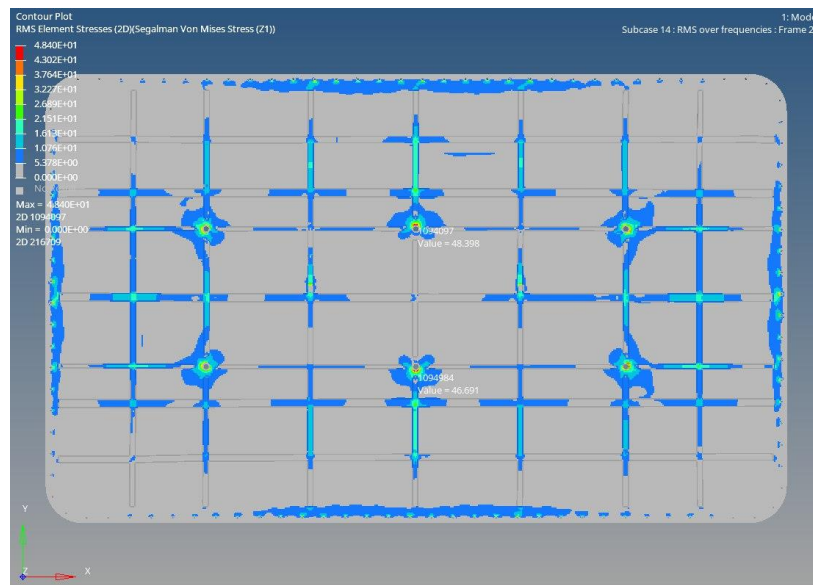 Contour Plot
1: Mode
RMS Element Stresses (2D)(Segalman Von Mises Stress (Z1))
Subcase 14 : RMS over frequencies : Frame 2
4.840E+01
4.302E+01
3.764E+01
3.227E+01
2.689E+01
2.151E+01
1.613E+01
1.076E+01
5.378E+00
0.000E+00
No
Max = 4.840E+01
2D 1094097
Min = 0.000E+00
2D 216709
1094097
Value = 48.398
1094984
Value = 46.691
Y
Z
X